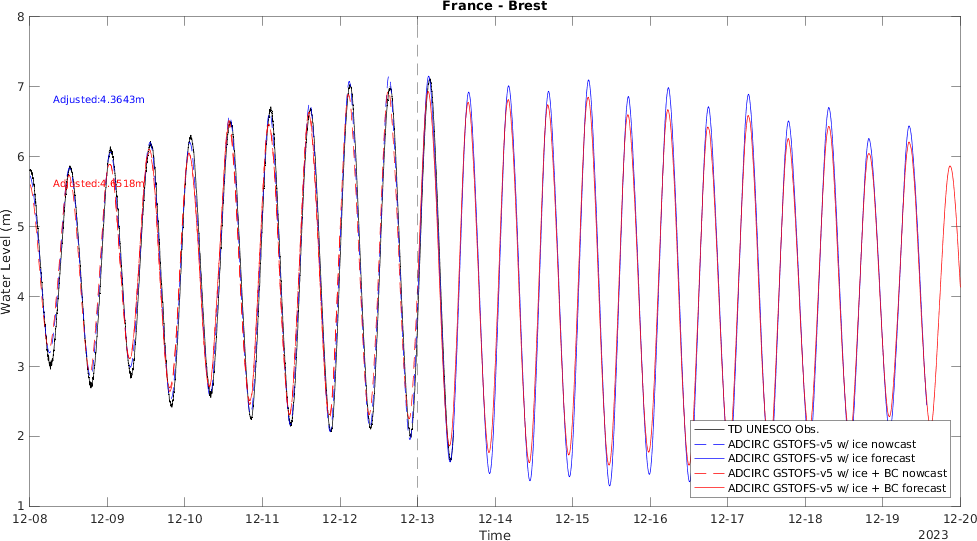 France - Brest
8
7
6
5
4
3
2
1
Water Level (m)
Adjusted:4.3643m
Adjusted:4.6518m
TD UNESCO Obs.
ADCIRC GSTOFS-v5 w/ ice nowcast
ADCIRC GSTOFS-v5 w/ ice forecast
ADCIRC GSTOFS-v5 w/ ice + BC nowcast
ADCIRC GSTOFS-v5 w/ ice + BC forecast
12-08 12-09 12-10 12-11 12-12 12-13 12-14 12-15 12-16 12-17 12-18 12-19 12-20
Time
2023